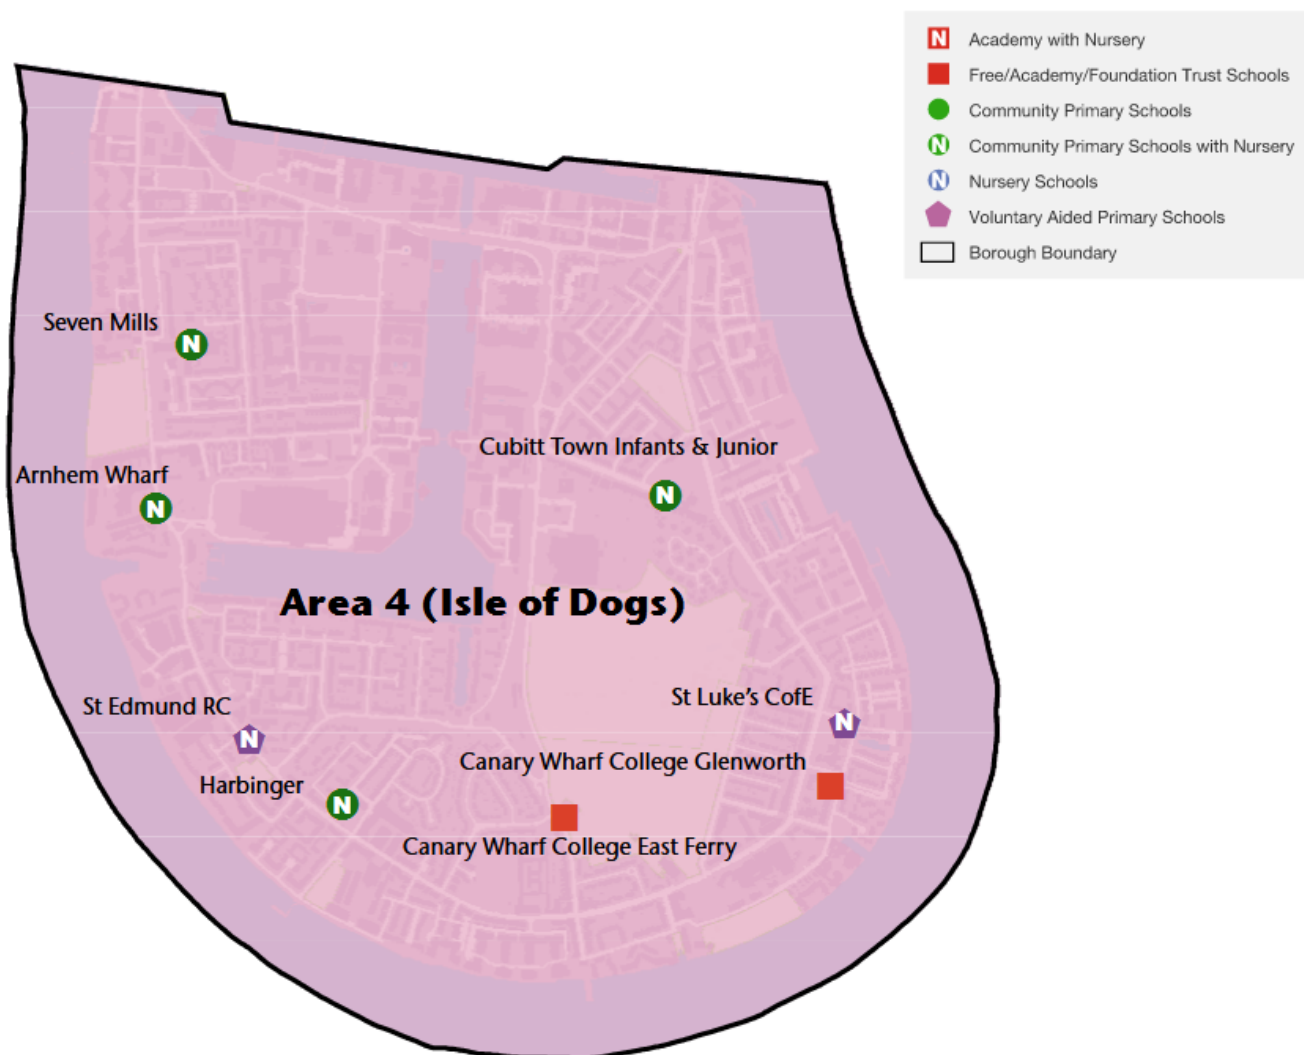 N Academy with Nursery
Free/Academy/Foundation Trust Schools
Community Primary Schools
N Community Primary Schools with Nursery
N Nursery Schools
Voluntary Aided Primary Schools
Borough Boundary
Seven Mills
N
Cubitt Town Infants & Junior
N
Arnhem Wharf
N
Area 4 (Isle of Dogs)
St Luke's CofE
N
St Edmund RC
N
Canary Wharf College Glenworth
Harbinger
N
Canary Wharf College East Ferry